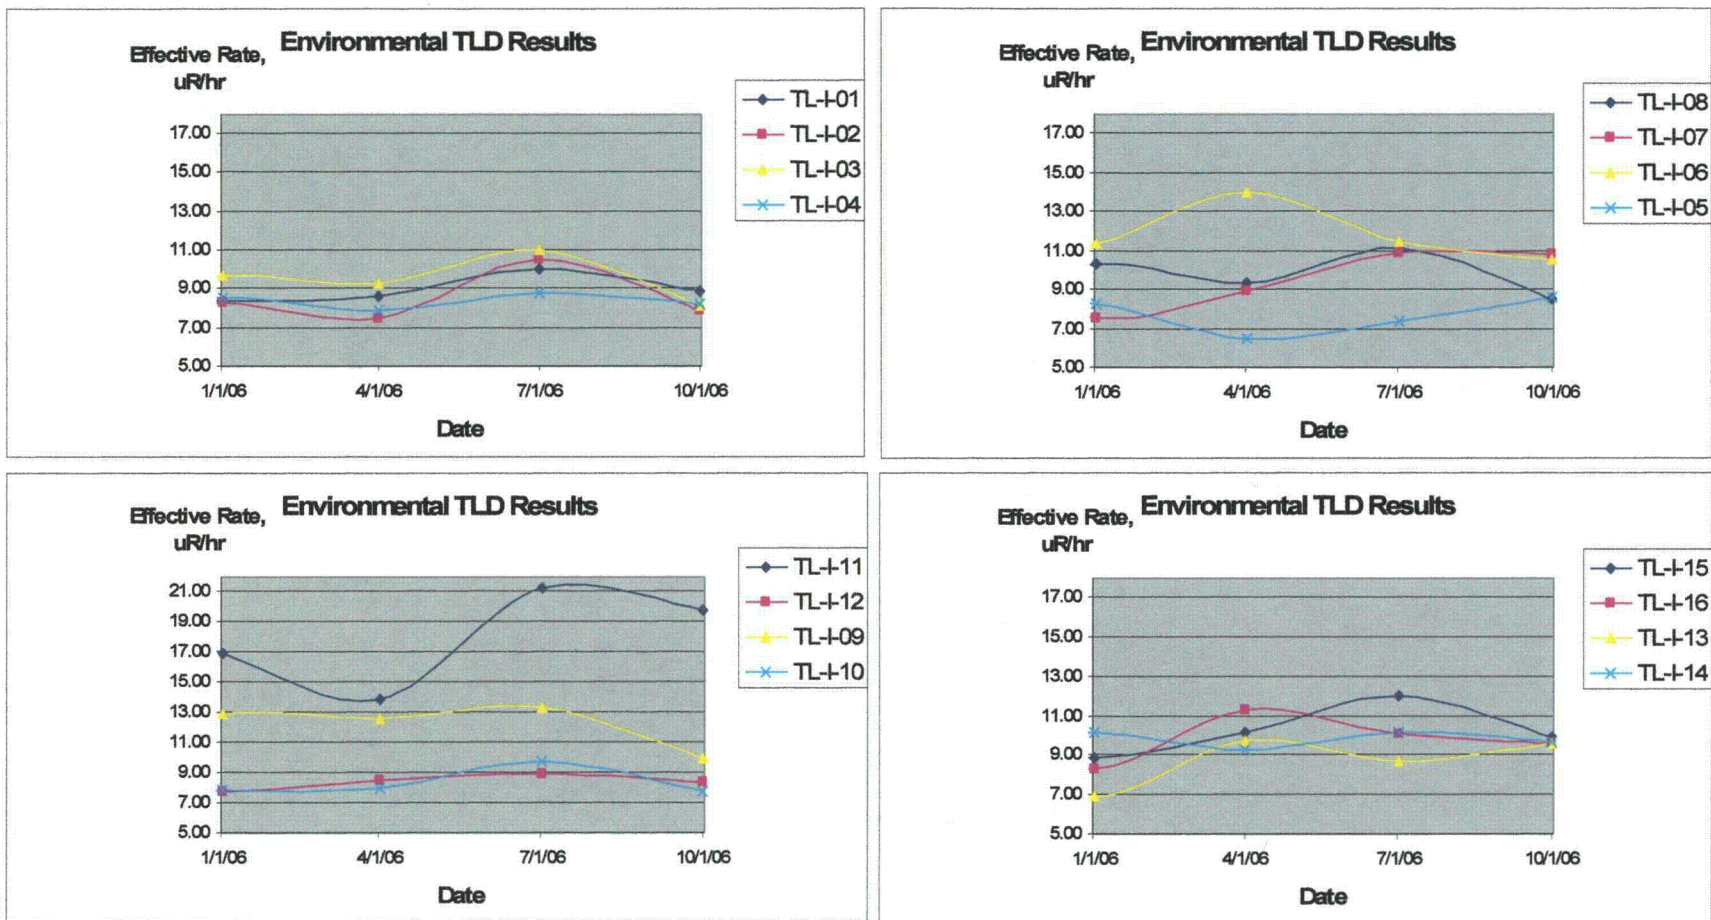 Environmental TLD Results
Effective Rate,
uR/hr
TL-I-01
TL-I-02
TL-I-03
TL-I-04
17.00
15.00
13.00
11.00
9.00
7.00
5.00
1/1/06 4/1/06 7/1/06 10/1/06
Date
Environmental TLD Results
Effective Rate,
uR/hr
TL-I-08
TL-I-07
TL-I-06
TL-I-05
17.00
15.00
13.00
11.00
9.00
7.00
5.00
1/1/06 4/1/06 7/1/06 10/1/06
Date
Environmental TLD Results
Effective Rate,
uR/hr
TL-I-11
TL-I-12
TL-I-09
TL-I-10
21.00
19.00
17.00
15.00
13.00
11.00
9.00
7.00
5.00
1/1/06 4/1/06 7/1/06 10/1/06
Date
Environmental TLD Results
Effective Rate,
uR/hr
TL-I-15
TL-I-16
TL-I-13
TL-I-14
17.00
15.00
13.00
11.00
9.00
7.00
5.00
1/1/06 4/1/06 7/1/06 10/1/06
Date